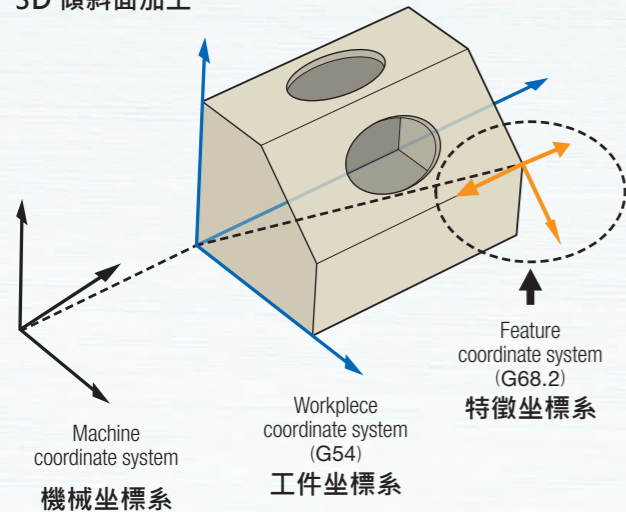 3D 傾斜面加工
Feature
coordinate system
(G68.2)
特徵坐標系
Workplece
coordinate system
(G54)
工件坐標系
Machine
coordinate system
機械坐標系